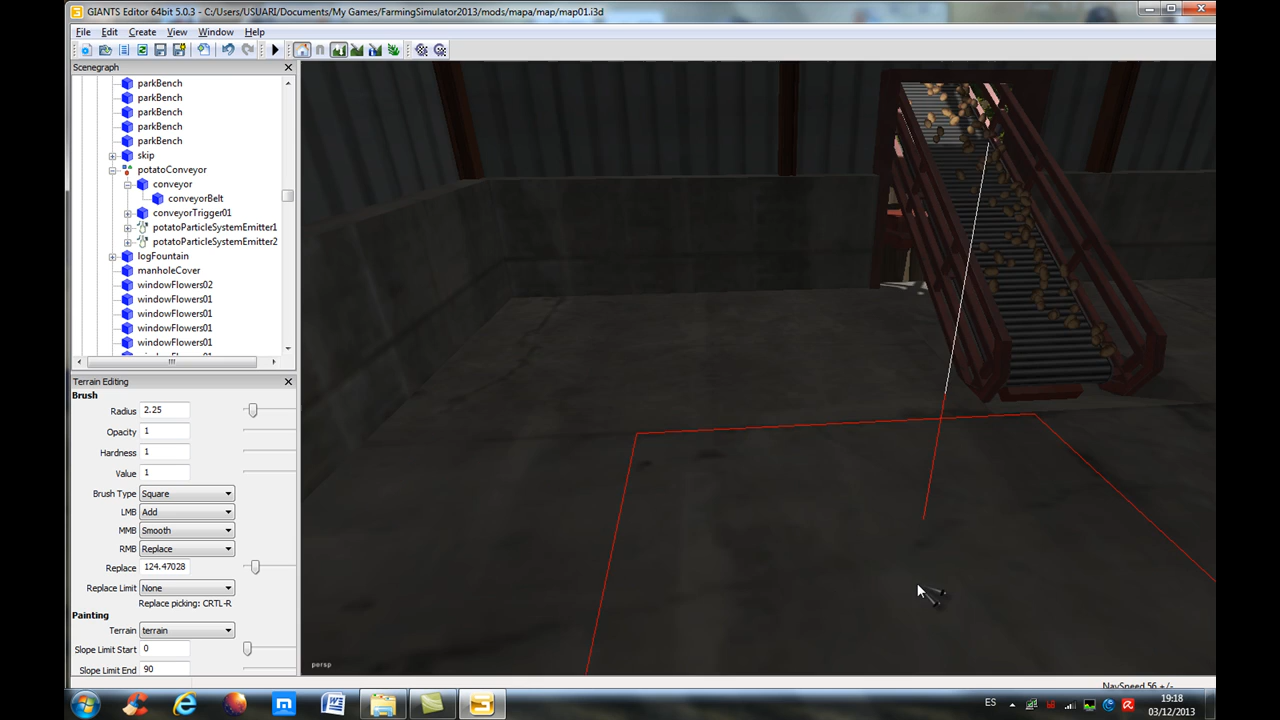 GIANTS Editor 64bit 5.0.3 - C:/Users/USUARI/Documents/My Games/FarmingSimulator2013/mods/mapa/map/map01.i3d
File Edit Create View Window Help
Scenegraph
parkBench
parkBench
parkBench
parkBench
parkBench
skip
potatoConveyor
conveyor
conveyorBelt
conveyorTrigger01
potatoParticleSystemEmitter1
potatoParticleSystemEmitter2
logFountain
manholeCover
windowFlowers02
windowFlowers01
windowFlowers01
windowFlowers01
windowFlowers01
Terrain Editing
Brush
Radius 2.25
Opacity 1
Hardness 1
Value 1
Brush Type Square
LMB Add
MMB Smooth
RMB Replace
Replace 124.47028
Replace Limit None
Replace picking: CRTL-R
Painting
Terrain terrain
Slope Limit Start 0
Slope Limit End 90
persp
NavSpeed 56 +/-
ES
19:18
03/12/2013